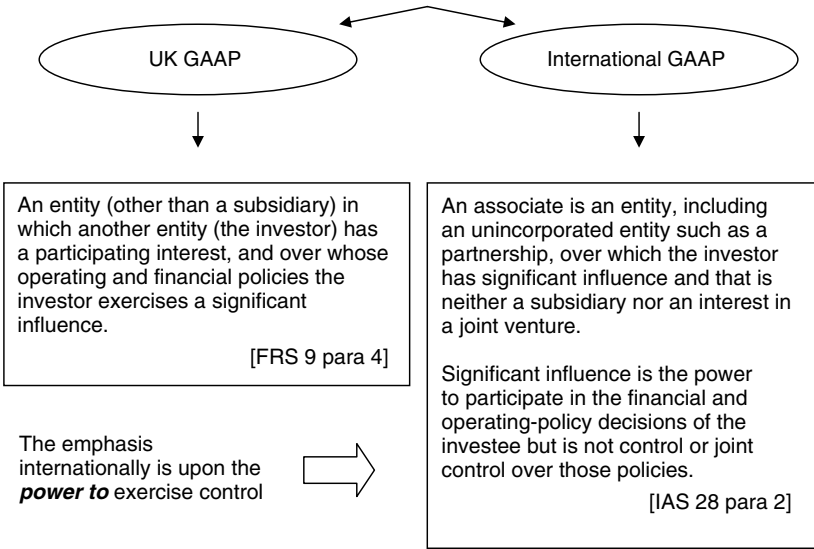 UK GAAP
International GAAP
An entity (other than a subsidiary) in
which another entity (the investor) has
a participating interest, and over whose
operating and financial policies the
investor exercises a significant
influence.
[FRS 9 para 4]
An associate is an entity, including
an unincorporated entity such as a
partnership, over which the investor
has significant influence and that is
neither a subsidiary nor an interest in
a joint venture.
Significant influence is the power
to participate in the financial and
operating-policy decisions of the
investee but is not control or joint
control over those policies.
[IAS 28 para 2]
The emphasis
internationally is upon the
power to exercise control